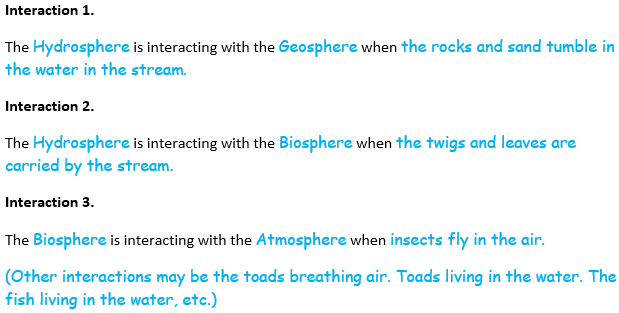 Interaction 1.
The Hydrosphere is interacting with the Geosphere when the rocks and sand tumble in
the water in the stream.
Interaction 2.
The Hydrosphere is interacting with the Biosphere when the twigs and leaves are
carried by the stream.
Interaction 3.
The Biosphere is interacting with the Atmosphere when insects fly in the air.
(Other interactions may be the toads breathing air. Toads living in the water. The
fish living in the water, etc.)